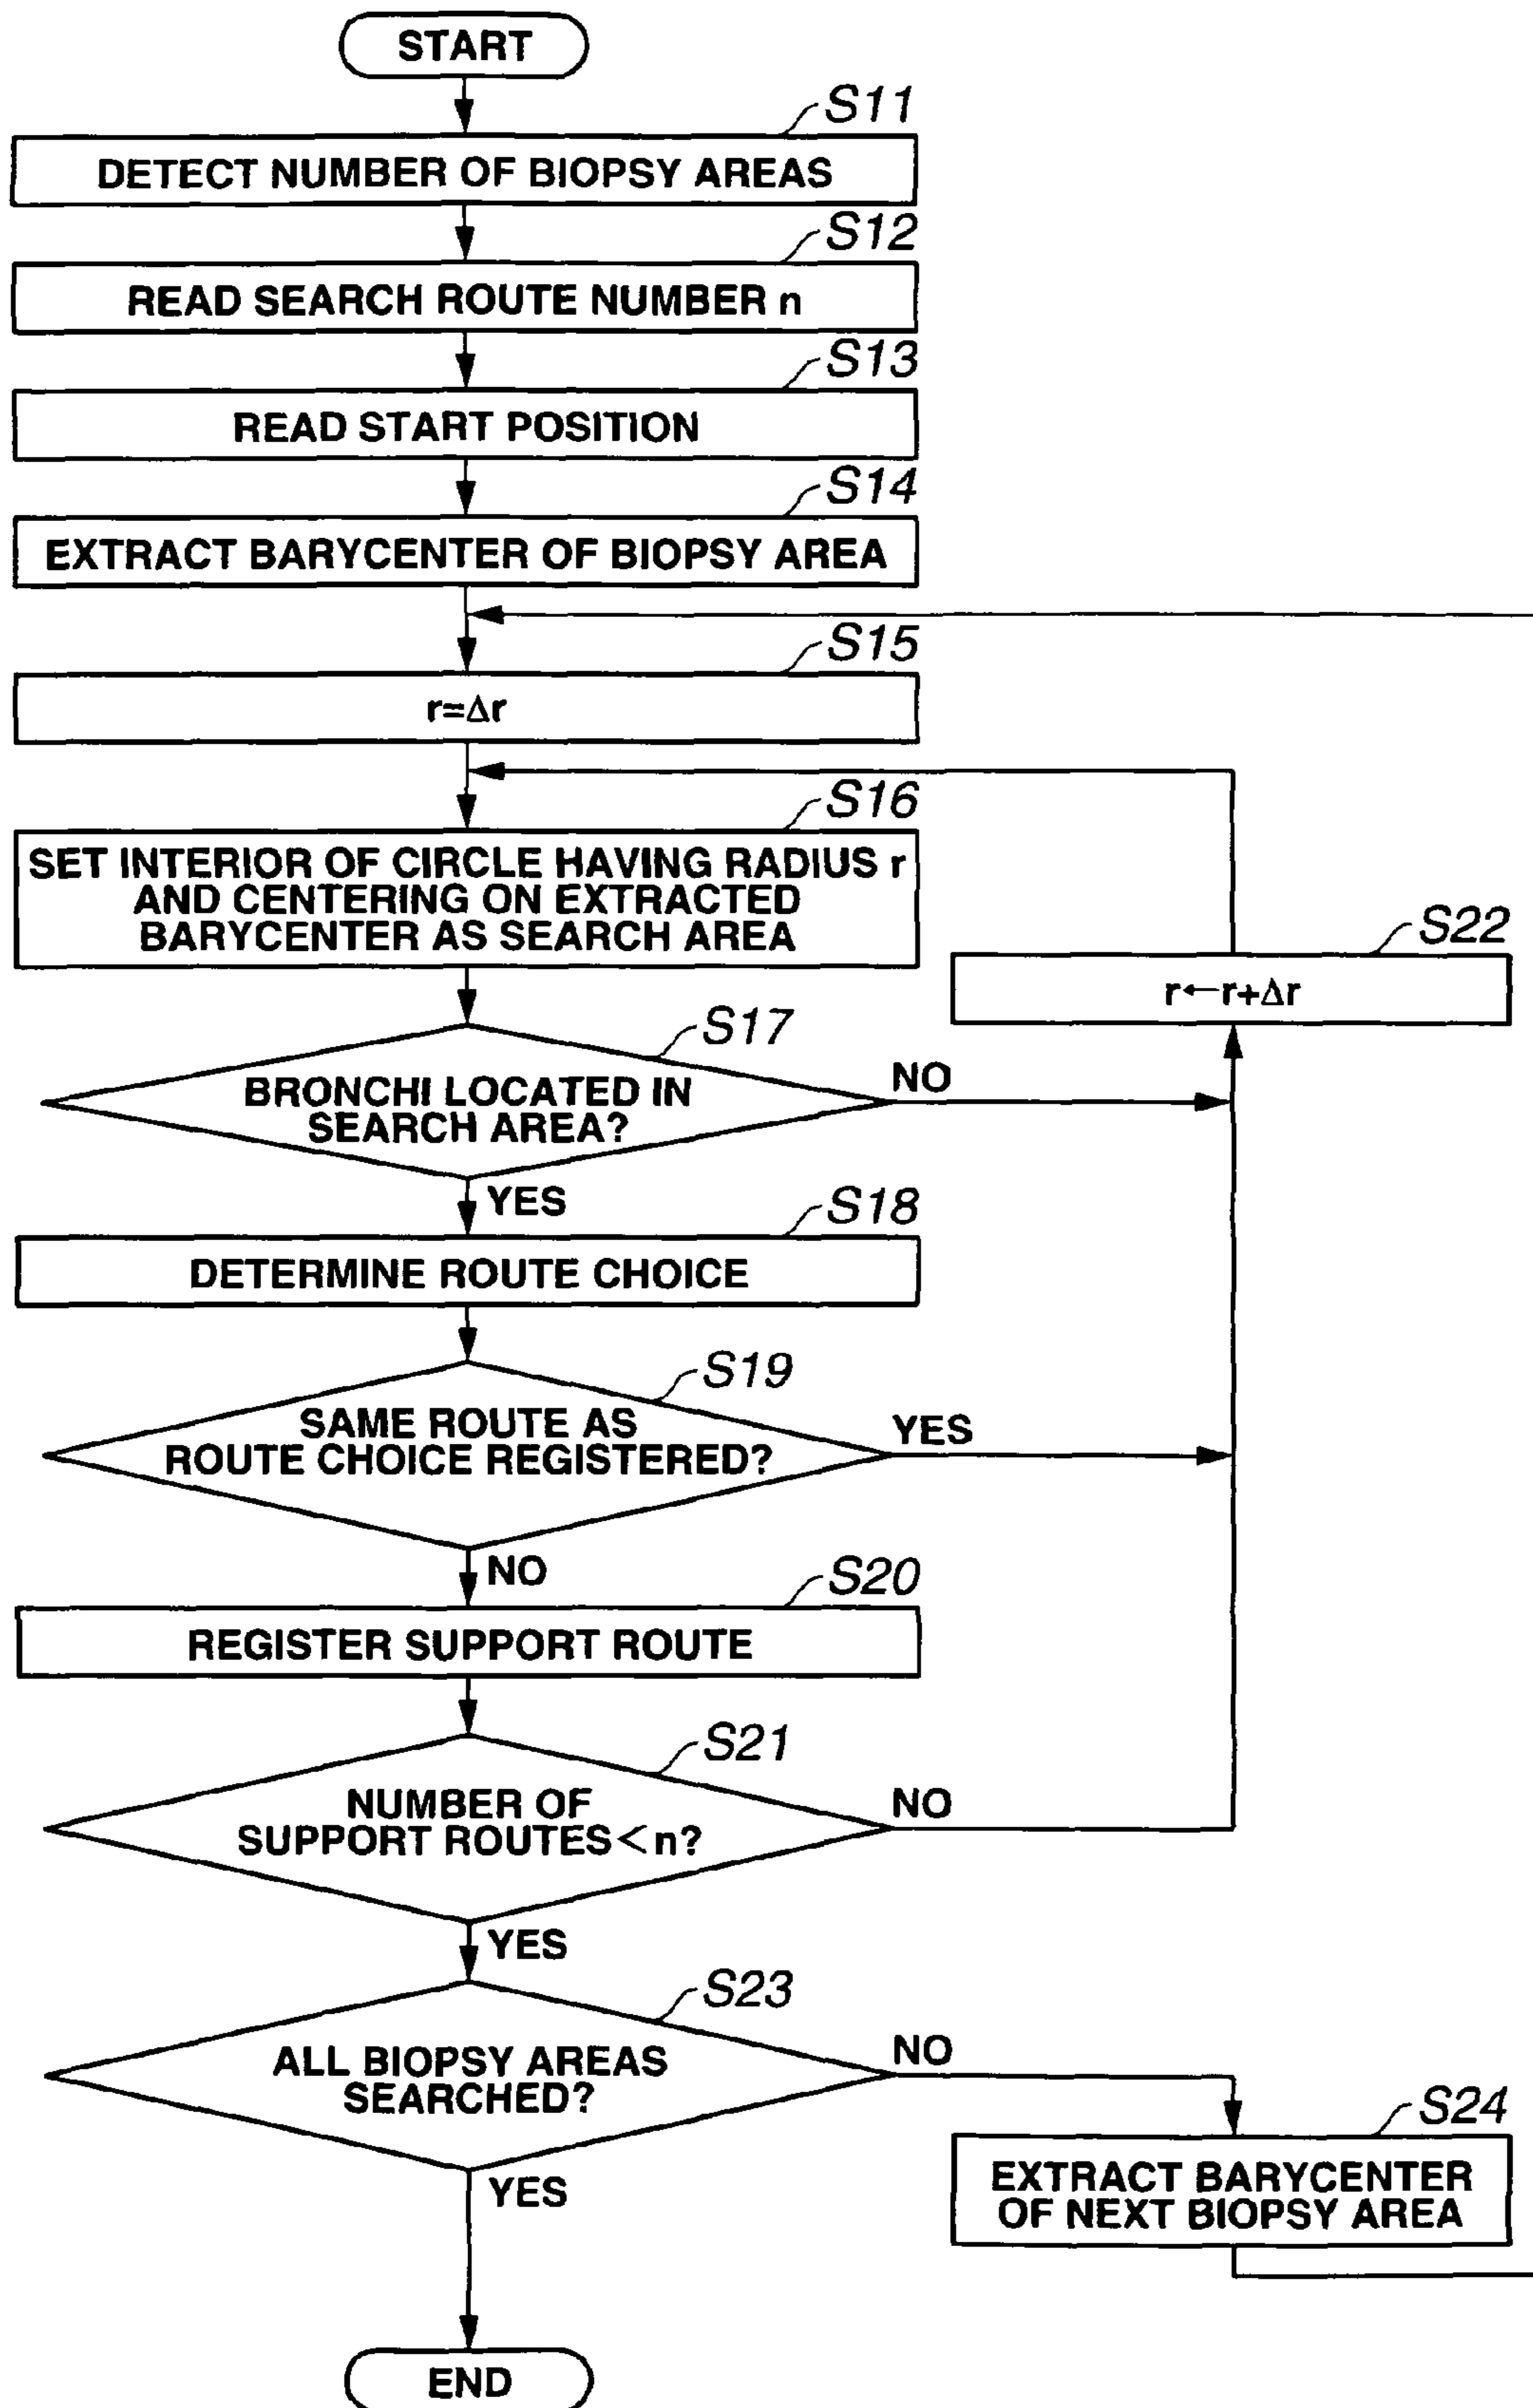 START
S11
DETECT NUMBER OF BIOPSY AREAS
S12
READ SEARCH ROUTE NUMBER n
S13
READ START POSITION
S14
EXTRACT BARYCENTER OF BIOPSY AREA
S15
r=Δr
S16
SET INTERIOR OF CIRCLE HAVING RADIUS r
AND CENTERING ON EXTRACTED
BARYCENTER AS SEARCH AREA
S22
r←r+Δr
S17
BRONCHI LOCATED IN
SEARCH AREA?
NO
YES
S18
DETERMINE ROUTE CHOICE
S19
SAME ROUTE AS
ROUTE CHOICE REGISTERED?
YES
NO
S20
REGISTER SUPPORT ROUTE
S21
NUMBER OF
SUPPORT ROUTES<n?
NO
YES
S23
ALL BIOPSY AREAS
SEARCHED?
NO
YES
S24
EXTRACT BARYCENTER
OF NEXT BIOPSY AREA
END